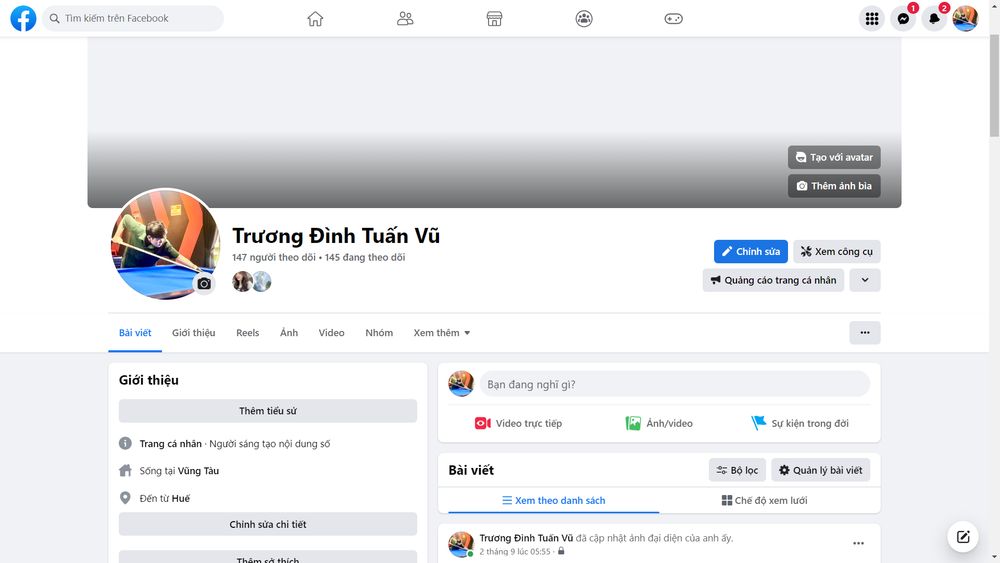 Tìm kiếm trên Facebook
1
2
Tạo với avatar
Thêm ảnh bìa
Trương Đình Tuấn Vũ
147 người theo dõi • 145 đang theo dõi
Chỉnh sửa
Xem công cụ
Quảng cáo trang cá nhân
Bài viết
Giới thiệu
Reels
Ảnh
Video
Nhóm
Xem thêm
Giới thiệu
Thêm tiểu sử
Trang cá nhân · Người sáng tạo nội dung số
Sống tại Vũng Tàu
Đến từ Huế
Chỉnh sửa chi tiết
Thêm sở thích
Bạn đang nghĩ gì?
Video trực tiếp
Ảnh/video
Sự kiện trong đời
Bài viết
Bộ lọc
Quản lý bài viết
Xem theo danh sách
Chế độ xem lưới
Trương Đình Tuấn Vũ đã cập nhật ảnh đại diện của anh ấy.
2 tháng 9 lúc 05:55 ·